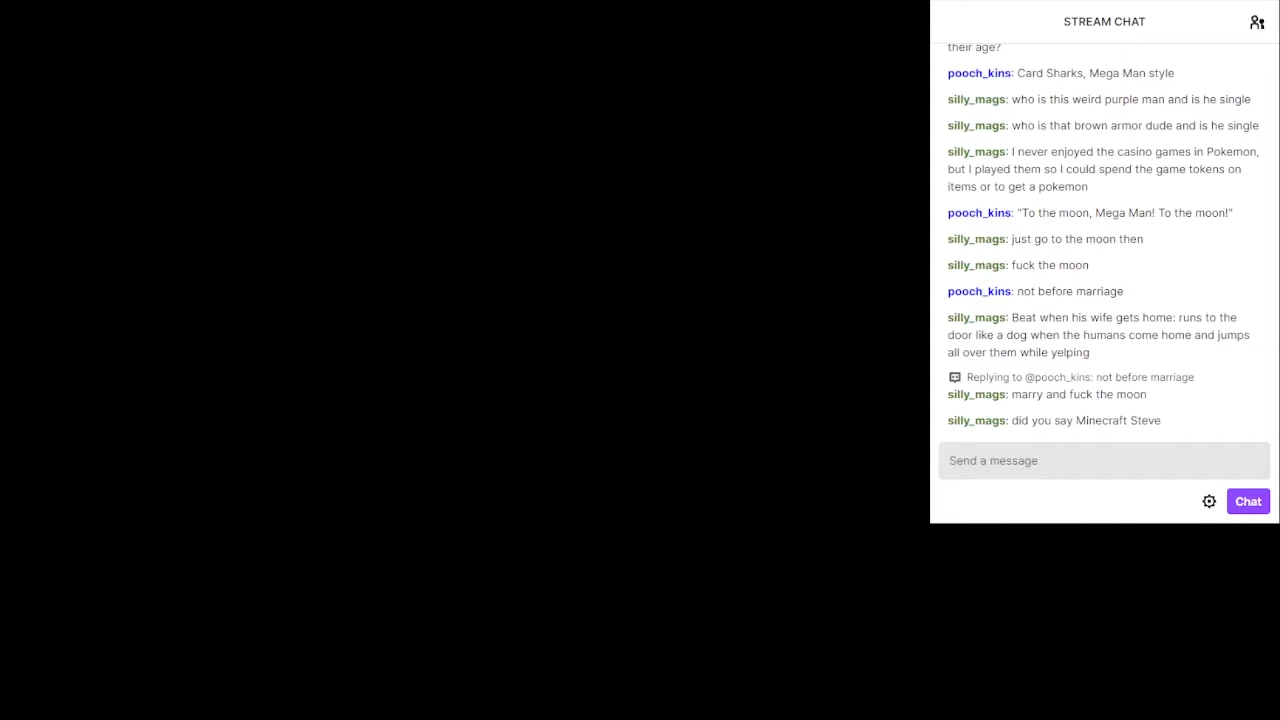 STREAM CHAT
their age?
pooch_kins: Card Sharks, Mega Man style
silly_mags: who is this weird purple man and is he single
silly_mags: who is that brown armor dude and is he single
silly_mags: I never enjoyed the casino games in Pokemon,
but I played them so I could spend the game tokens on
items or to get a pokemon
pooch_kins: "To the moon, Mega Man! To the moon!"
silly_mags: just go to the moon then
silly_mags: fuck the moon
pooch_kins: not before marriage
silly_mags: Beat when his wife gets home: runs to the
door like a dog when the humans come home and jumps
all over them while yelping
Replying to @pooch_kins: not before marriage
silly_mags: marry and fuck the moon
silly_mags: did you say Minecraft Steve
Send a message
Chat